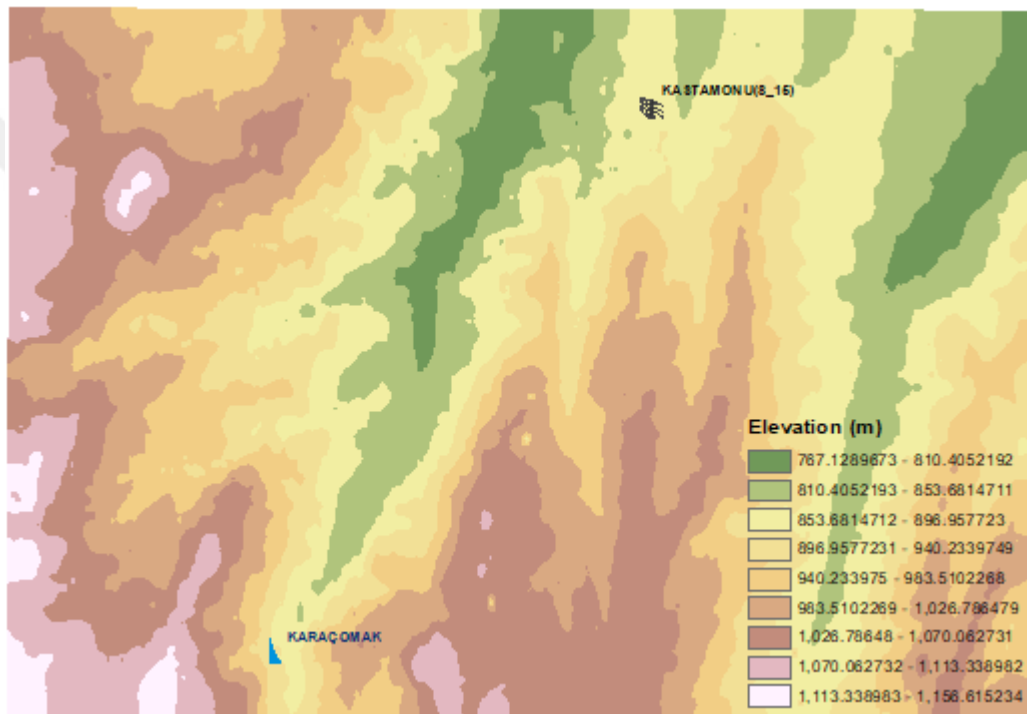 KASTAMONU(S_15)
Elevation (m)
767.1289673 - 810.4052192
810.4052193 - 853.6814711
853.6814712 - 896.957723
896.9577231 - 940.2339749
940.233975 - 983.5102268
983.5102269 - 1,026.786479
1,026.78648 - 1,070.062731
1,070.062732 - 1,113.338982
1,113.338983 - 1,156.615234
KARAÇOMAK